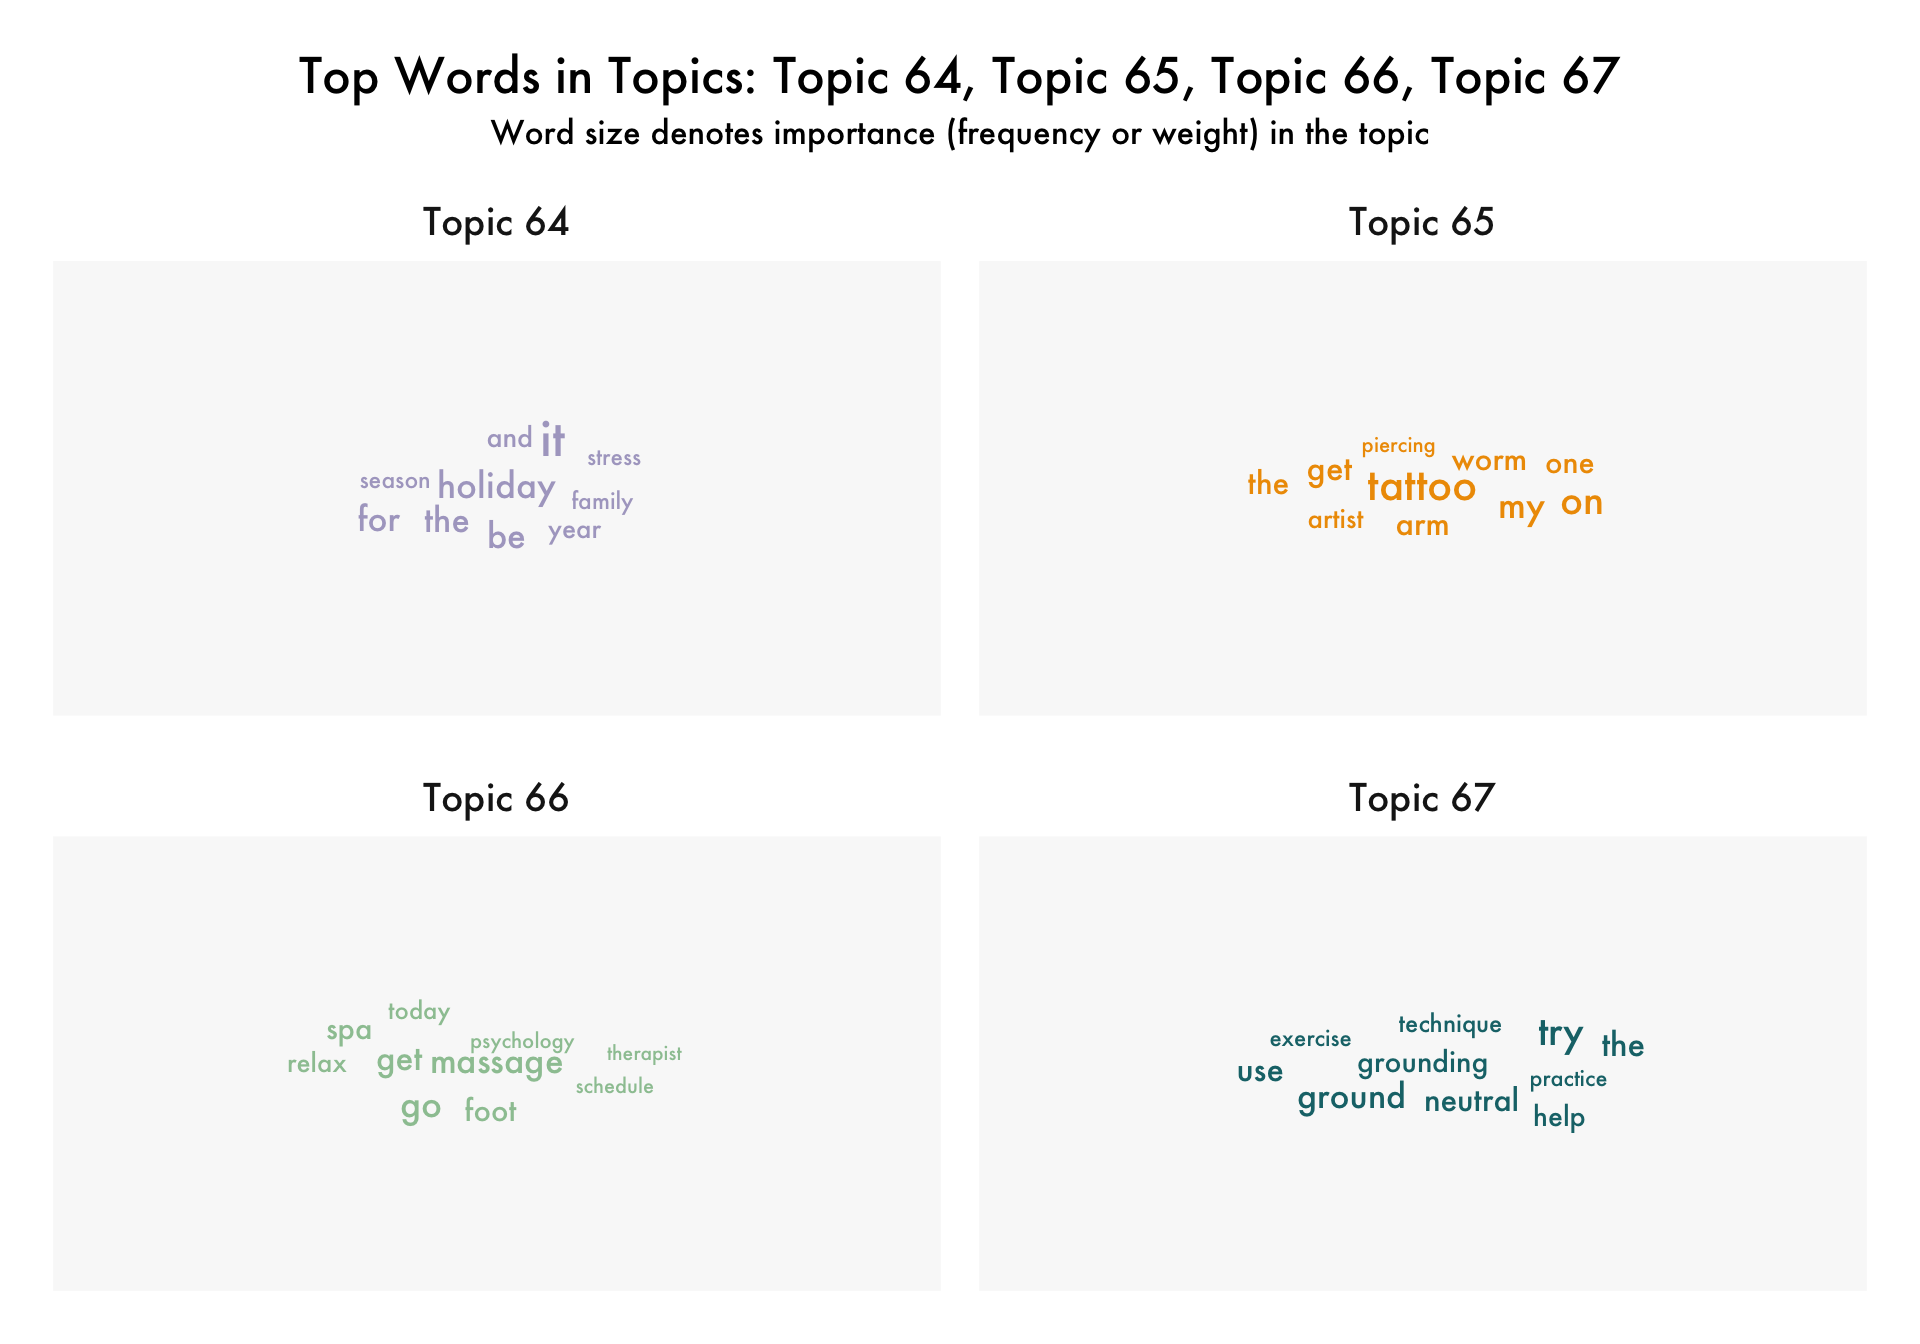 Top Words in Topics: Topic 64, Topic 65, Topic 66, Topic 67
Word size denotes importance (frequency or weight) in the topic
Topic 64
and it
stress
season holiday family
for the be year
Topic 65
piercing
the get tattoo worm one
artist arm my on
Topic 66
today
spa
psychology
relax get massage therapist
schedule
go foot
Topic 67
technique try the
exercise
use grounding practice
ground neutral help